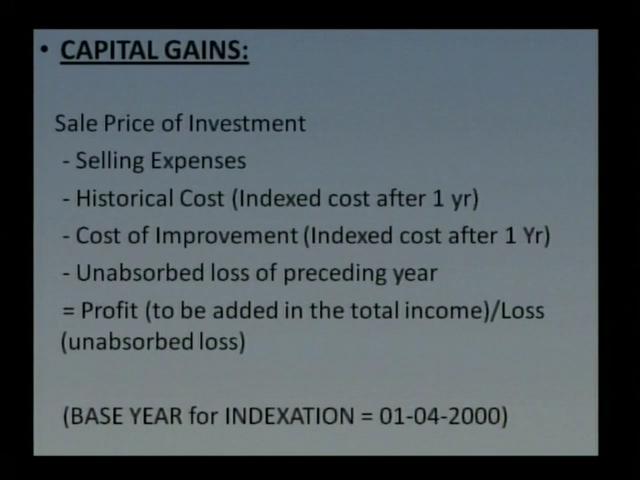 • CAPITAL GAINS:
Sale Price of Investment
- Selling Expenses
- Historical Cost (Indexed cost after 1 yr)
- Cost of Improvement (Indexed cost after 1 Yr)
- Unabsorbed loss of preceding year
= Profit (to be added in the total income)/Loss
(unabsorbed loss)
(BASE YEAR for INDEXATION = 01-04-2000)